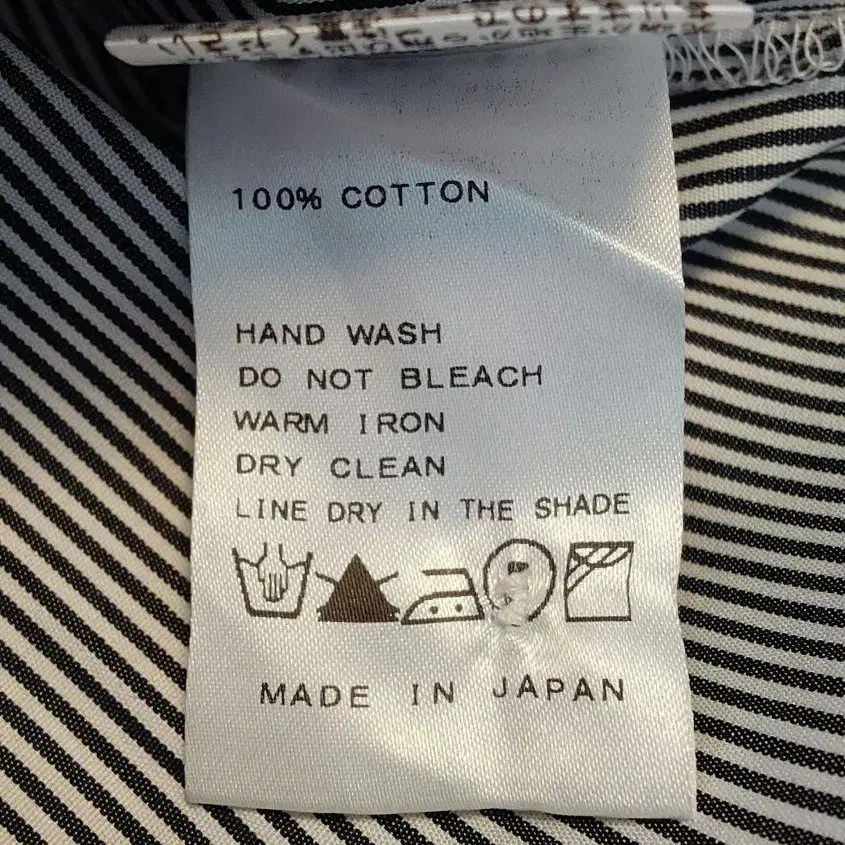 100% COTTON
HAND WASH
DO NOT BLEACH
WARM IRON
DRY CLEAN
LINE DRY IN THE SHADE
MADE IN JAPAN